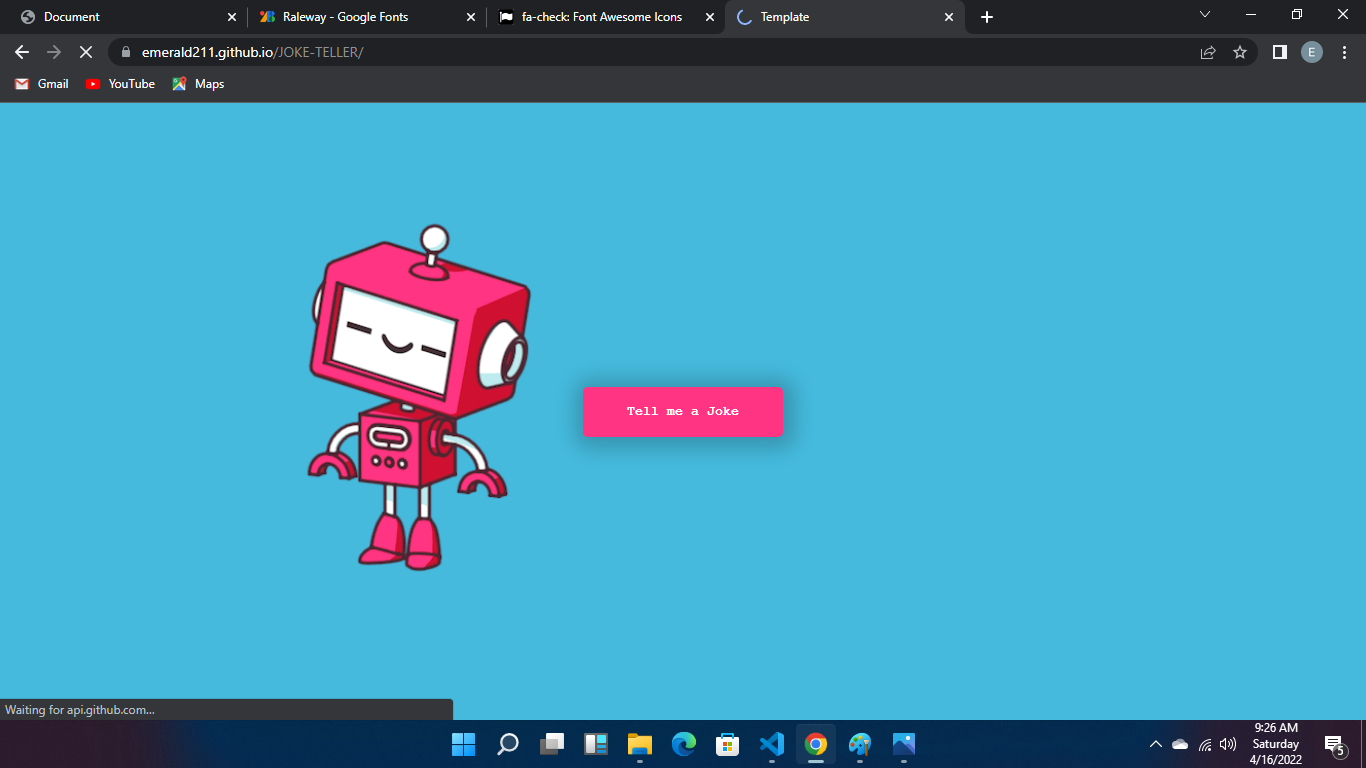 Document
Raleway - Google Fonts
fa-check: Font Awesome Icons
Template
emerald211.github.io/JOKE-TELLER/
E
Gmail
YouTube
Maps
Tell me a Joke
Waiting for api.github.com...
9:26 AM
Saturday
4/16/2022
5